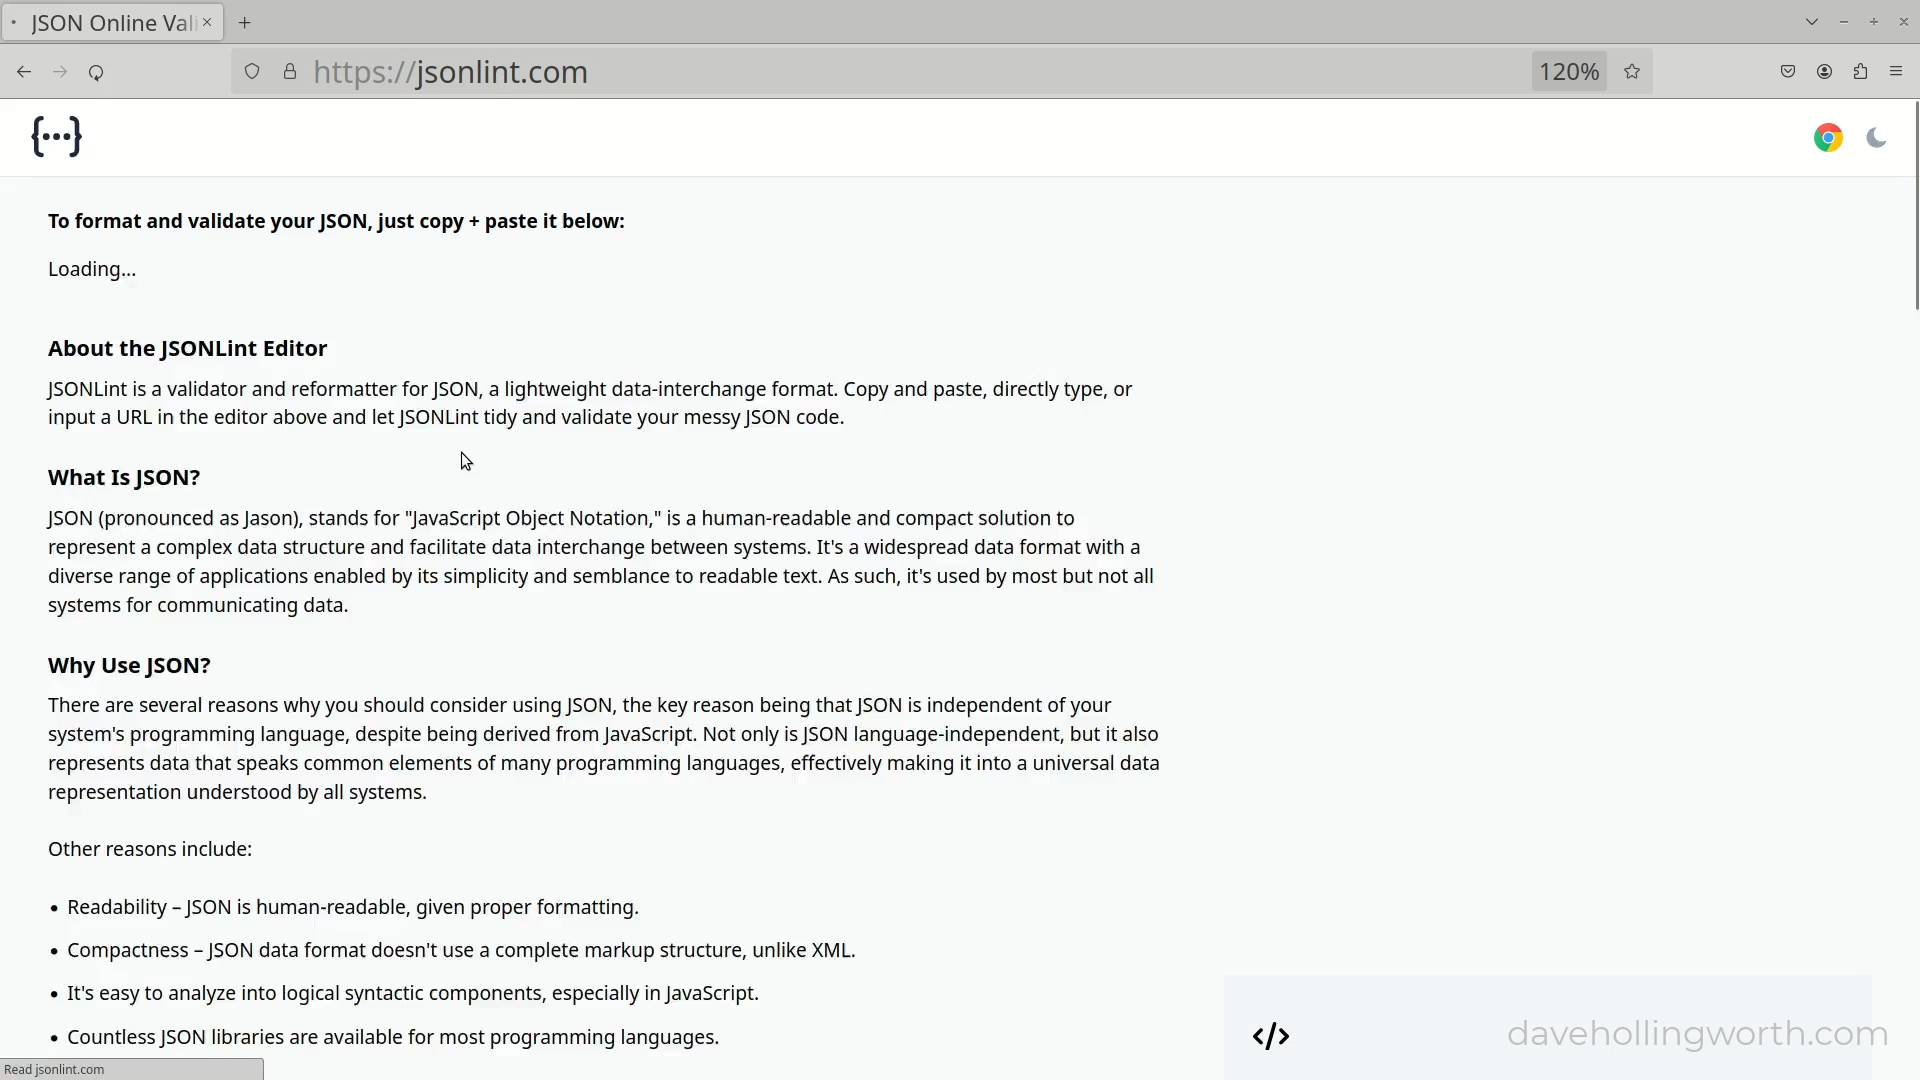 JSON Online Vali
https://jsonlint.com
120%
{...}
To format and validate your JSON, just copy + paste it below:
Loading...
About the JSONLint Editor
JSONLint is a validator and reformatter for JSON, a lightweight data-interchange format. Copy and paste, directly type, or
input a URL in the editor above and let JSONLint tidy and validate your messy JSON code.
What Is JSON?
JSON (pronounced as Jason), stands for "JavaScript Object Notation," is a human-readable and compact solution to
represent a complex data structure and facilitate data interchange between systems. It's a widespread data format with a
diverse range of applications enabled by its simplicity and semblance to readable text. As such, it's used by most but not all
systems for communicating data.
Why Use JSON?
There are several reasons why you should consider using JSON, the key reason being that JSON is independent of your
system's programming language, despite being derived from JavaScript. Not only is JSON language-independent, but it also
represents data that speaks common elements of many programming languages, effectively making it into a universal data
representation understood by all systems.
Other reasons include:
• Readability – JSON is human-readable, given proper formatting.
• Compactness – JSON data format doesn't use a complete markup structure, unlike XML.
• It's easy to analyze into logical syntactic components, especially in JavaScript.
• Countless JSON libraries are available for most programming languages.
</>
davehollingworth.com
Read jsonlint.com